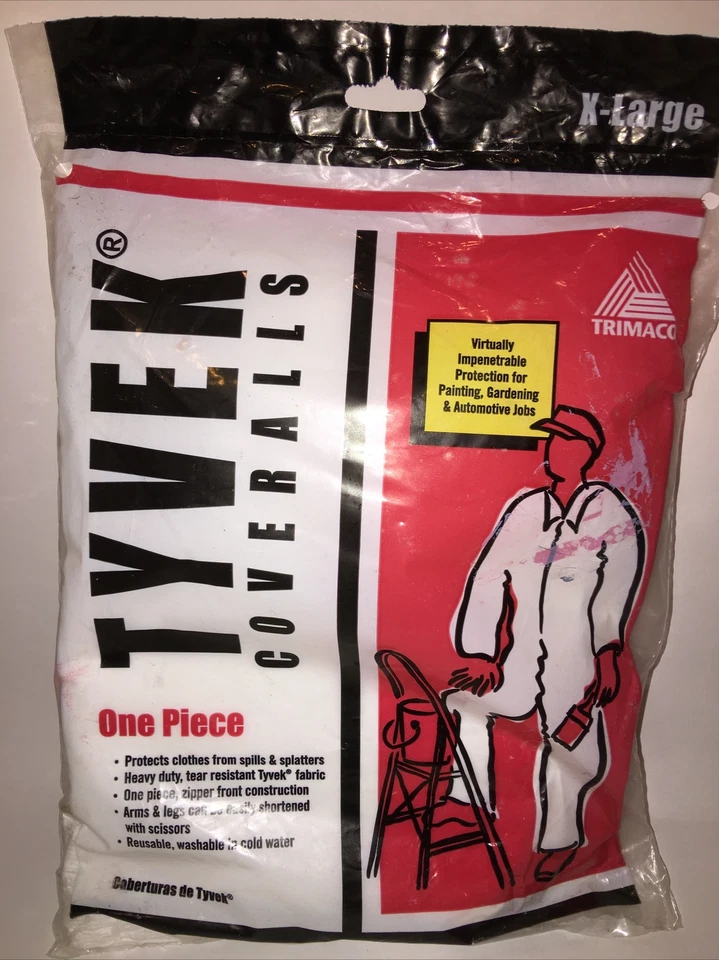 X-Large
TYVEK®
COVERALLS
TRIMACO
Virtually
Impenetrable
Protection for
Painting, Gardening
& Automotive Jobs
One Piece
• Protects clothes from spills & splatters
• Heavy duty, tear resistant Tyvek® fabric
• One piece, zipper front construction
• Arms & legs can be easily shortened
with scissors
• Reusable, washable in cold water
Coberturas de Tyvek®